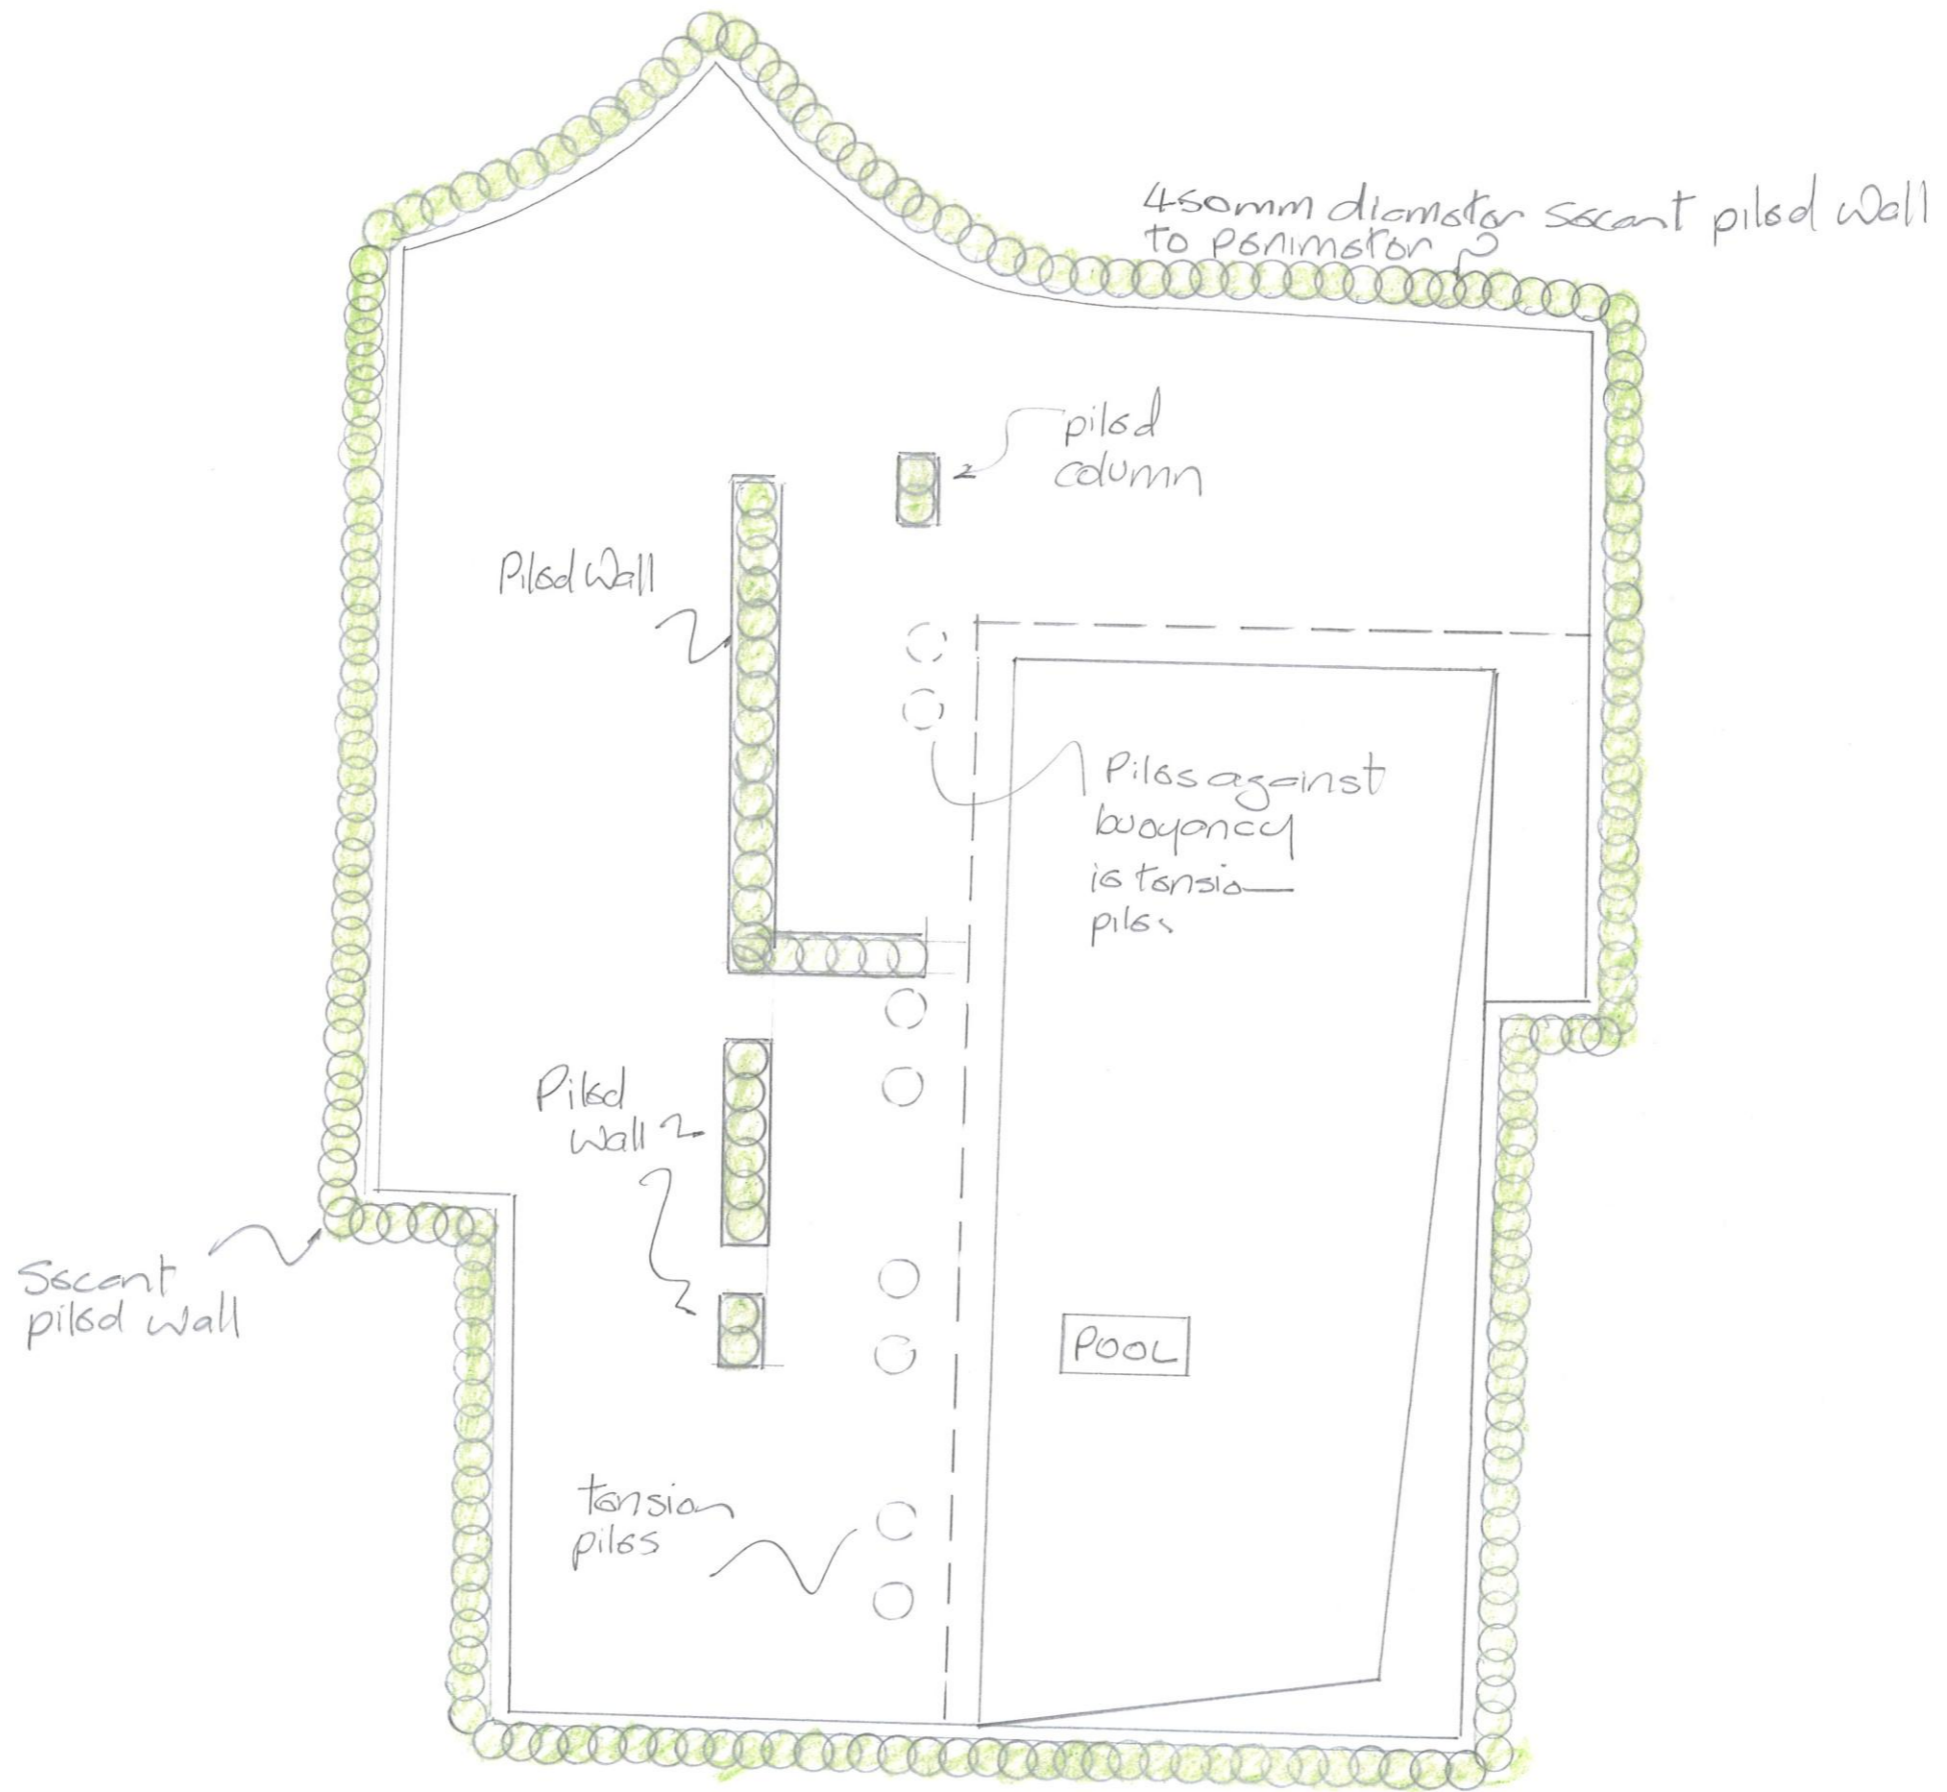 450mm diameter secant piled wall
to perimeter
piled
column
Piled Wall
Piles against
buoyancy
ie tension
piles
Piled
Wall
Secant
piled wall
POOL
tension
piles